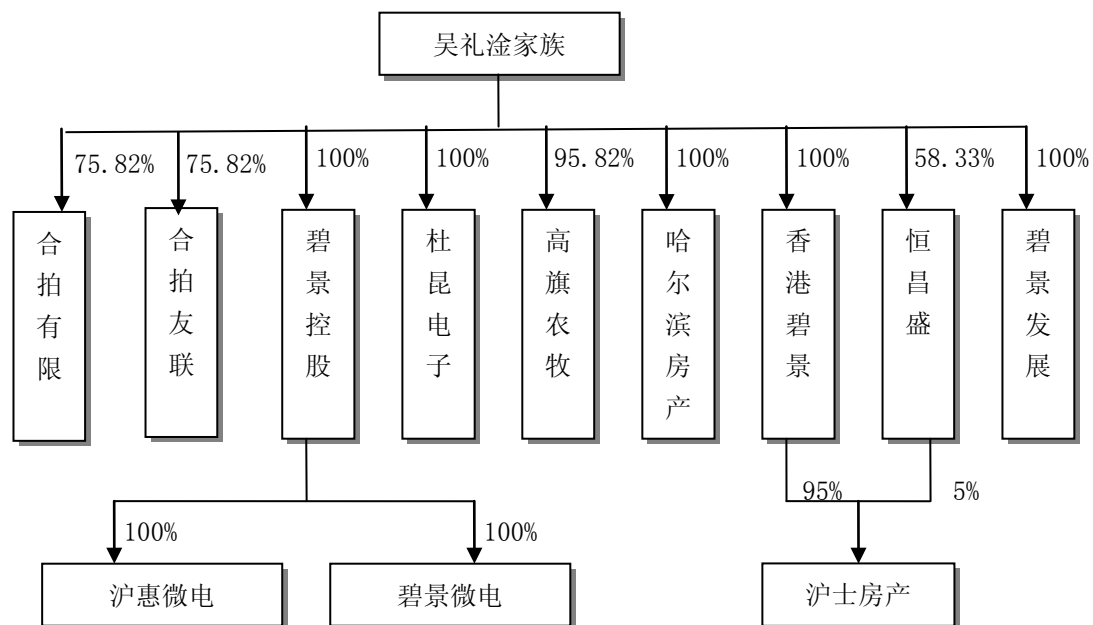 吴礼淦家族
75.82%
75.82%
100%
100%
95.82%
100%
100%
58.33%
100%
合拍有限
合拍友联
碧景控股
杜昆电子
高旗农牧
哈尔滨房产
香港碧景
恒昌盛
碧景发展
95%
5%
100%
100%
沪惠微电
碧景微电
沪士房产